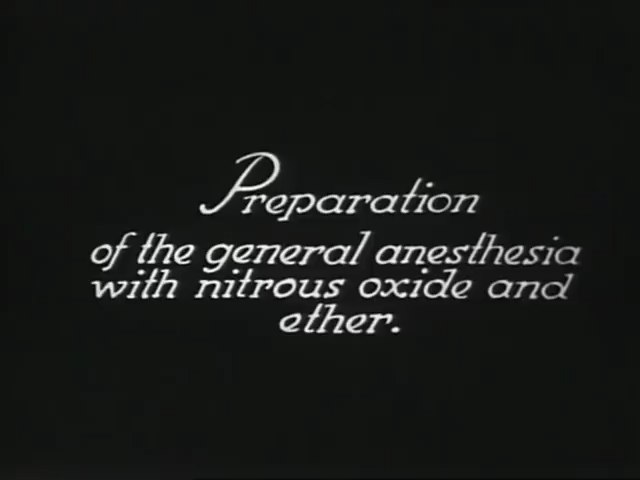 Preparation
of the general anesthesia
with nitrous oxide and
ether.